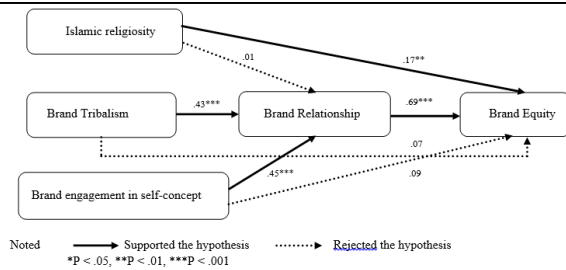 Islamic religiosity
.17**
.01
Brand Tribalism
.43***
Brand Relationship
.69***
Brand Equity
.07
.45***
.09
Brand engagement in self-concept
Noted
Supported the hypothesis
Rejected the hypothesis
*P < .05, **P < .01, ***P < .001